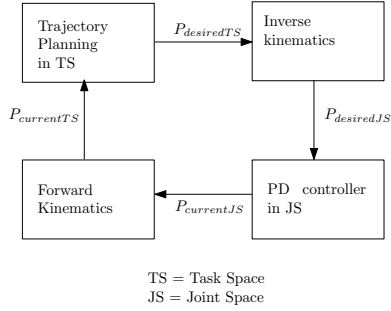 Trajectory
Planning
in TS
P_desiredTS
Inverse
kinematics
P_currentTS
P_desiredJS
Forward
Kinematics
P_currentJS
PD controller
in JS
TS = Task Space
JS = Joint Space